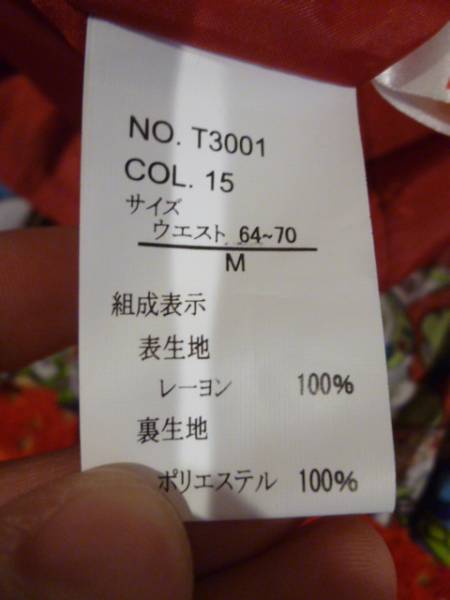 NO. T3001
COL. 15
サイズ
ウエスト 64~70
M
組成表示
表生地
レーヨン 100%
裏生地
ポリエステル 100%